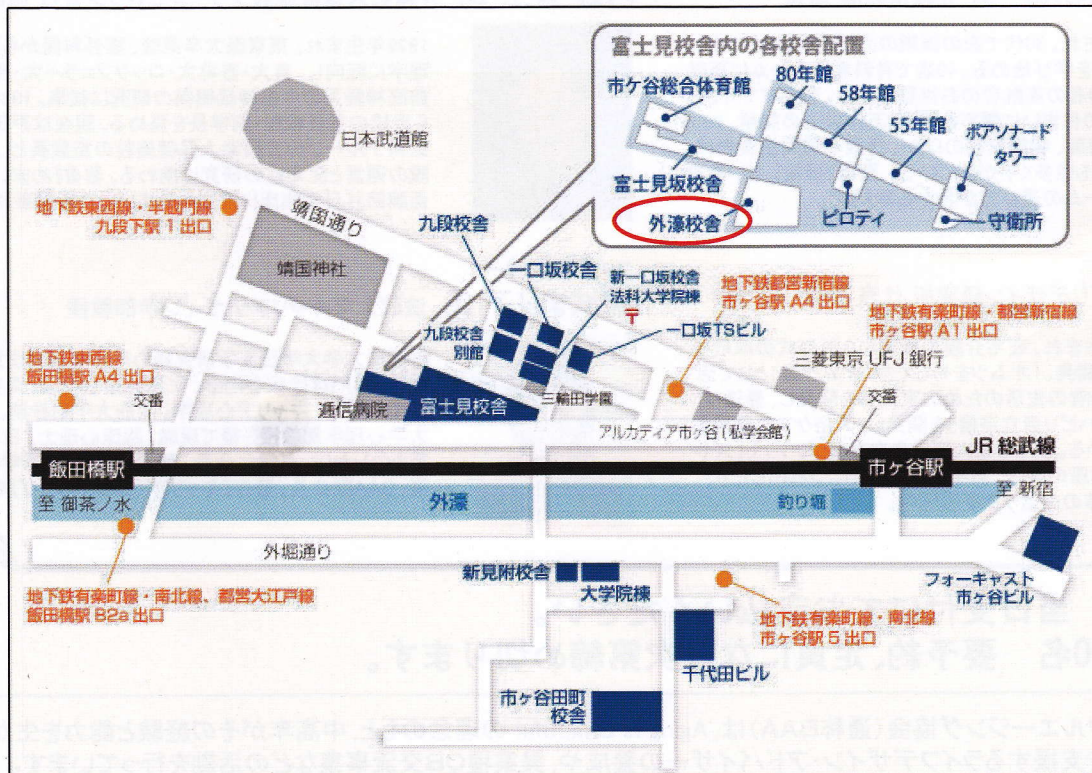 富士見校舎内の各校舎配置
市ケ谷総合体育館
80年館
58年館
55年館
ボアソナード・
タワー
富士見坂校舎
外濠校舎
ピロティ
守衛所
日本武道館
地下鉄東西線・半蔵門線
九段下駅1出口
靖国通り
靖国神社
九段校舎
一口坂校舎
新一口坂校舎
法科大学院棟
〒
九段校舎
別館
一口坂TSビル
地下鉄都営新宿線
市ヶ谷駅 A4 出口
地下鉄有楽町線・都営新宿線
市ヶ谷駅 A1 出口
三菱東京 UFJ 銀行
地下鉄東西線
飯田橋駅 A4 出口
交番
逓信病院
富士見校舎
三輪田学園
アルカディア市ヶ谷(私学会館)
交番
JR 総武線
飯田橋駅
市ヶ谷駅
至 御茶ノ水
外濠
釣り堀
至 新宿
外堀通り
新見附校舎
大学院棟
フォーキャスト
市ヶ谷ビル
地下鉄有楽町線・南北線、都営大江戸線
飯田橋駅 B2a 出口
地下鉄有楽町線・南北線
市ヶ谷駅 5 出口
千代田ビル
市ヶ谷田町
校舎